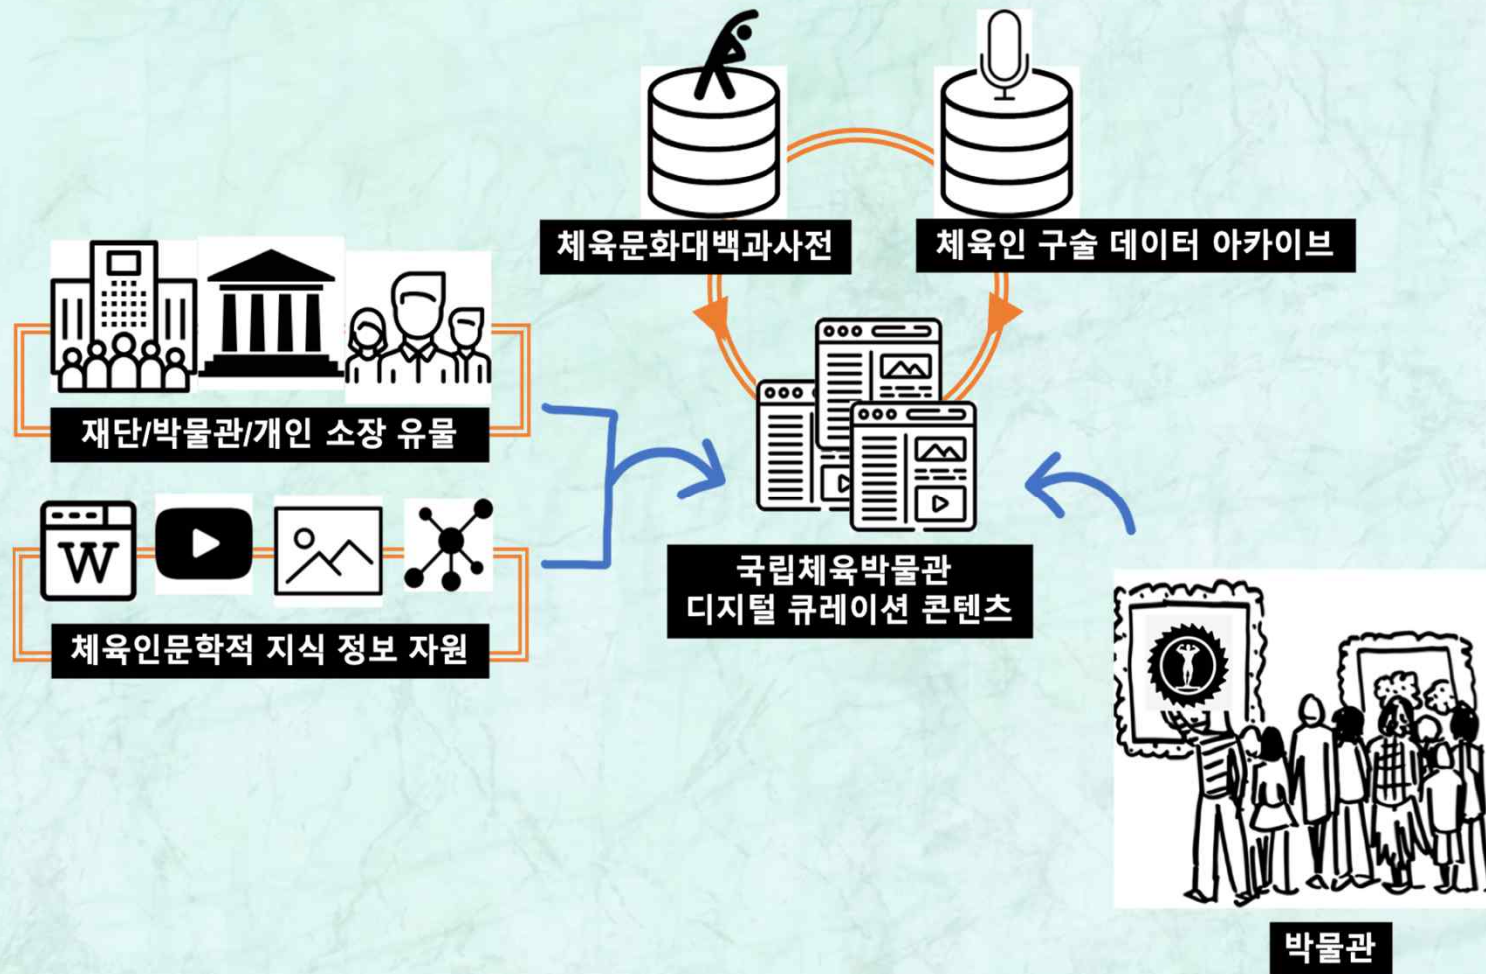 체육문화대백과사전
체육인 구술 데이터 아카이브
재단/박물관/개인 소장 유물
W
체육인문학적 지식 정보 자원
국립체육박물관
디지털 큐레이션 콘텐츠
박물관